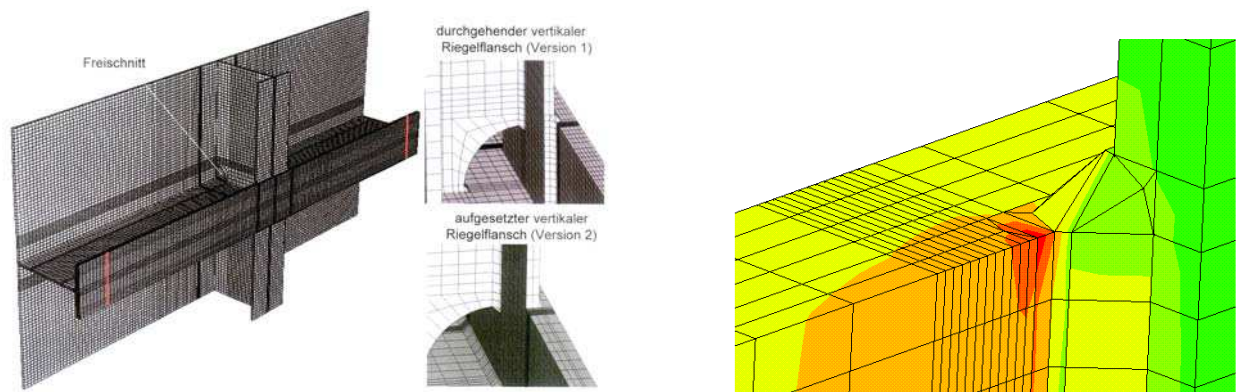 durchgehender vertikaler
Riegelflansch (Version 1)
Freischnitt
aufgesetzter vertikaler
Riegelflansch (Version 2)